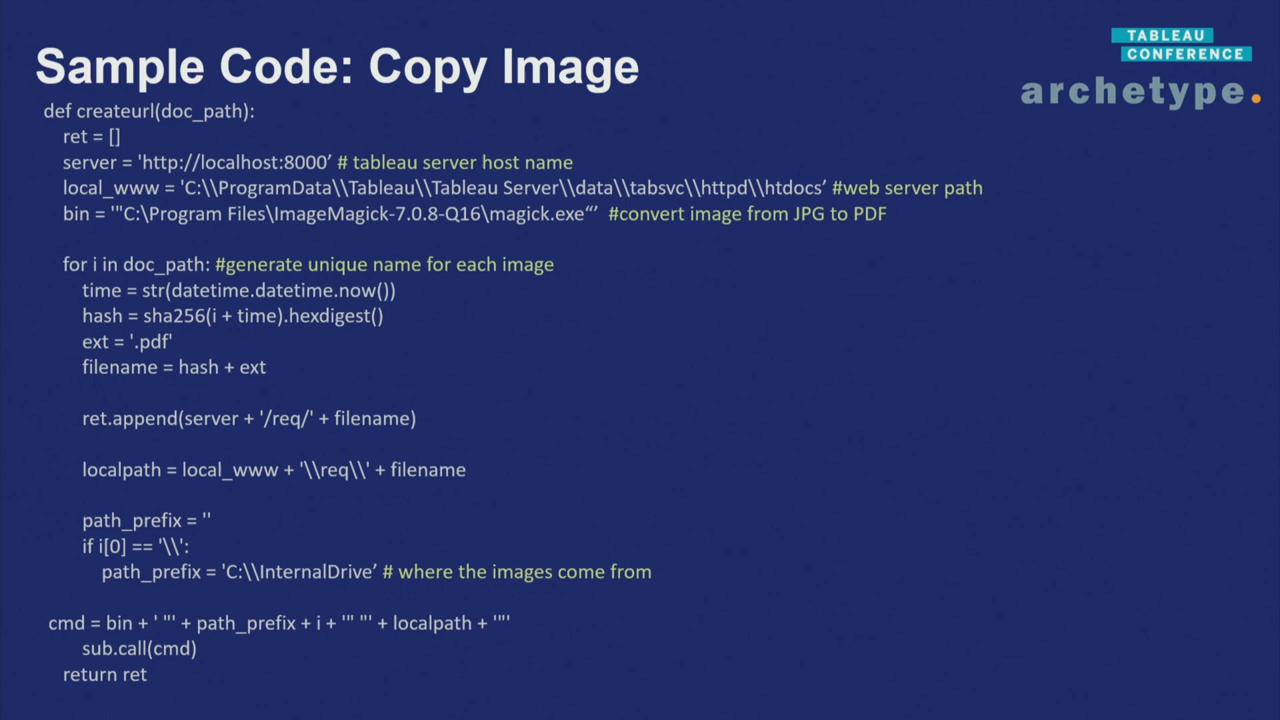 Sample Code: Copy Image
TABLEAU
CONFERENCE
archetype.
def createurl(doc_path):
ret = []
server = 'http://localhost:8000’ # tableau server host name
local_www = 'C:\\ProgramData\\Tableau\\Tableau Server\\data\\tabsvc\\httpd\\htdocs’ #web server path
bin = '"C:\Program Files\ImageMagick-7.0.8-Q16\magick.exe“’ #convert image from JPG to PDF
for i in doc_path: #generate unique name for each image
time = str(datetime.datetime.now())
hash = sha256(i + time).hexdigest()
ext = '.pdf'
filename = hash + ext
ret.append(server + '/req/' + filename)
localpath = local_www + '\\req\\' + filename
path_prefix = ''
if i[0] == '\\':
path_prefix = 'C:\\InternalDrive’ # where the images come from
cmd = bin + ' "' + path_prefix + i + '" "' + localpath + '"'
sub.call(cmd)
return ret